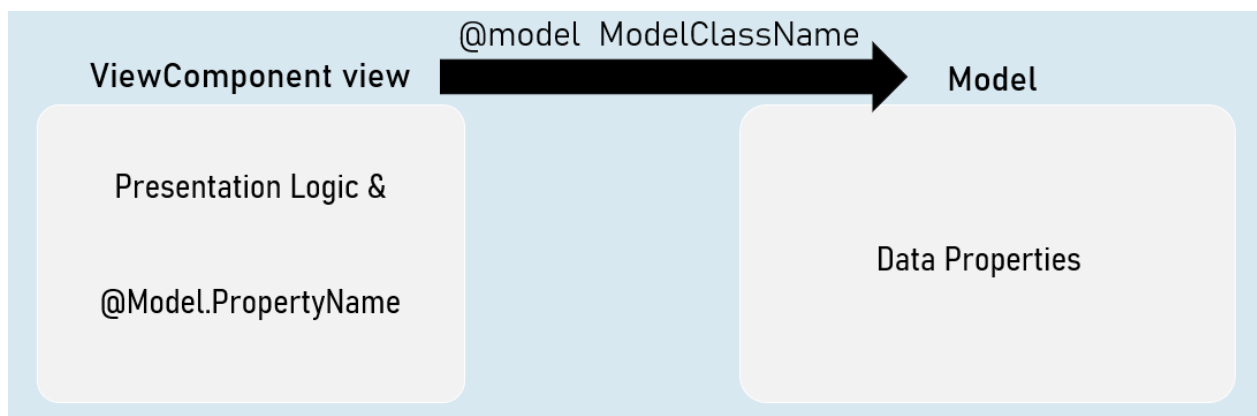 @model ModelClassName
ViewComponent view
Model
Presentation Logic &
@Model.PropertyName
Data Properties